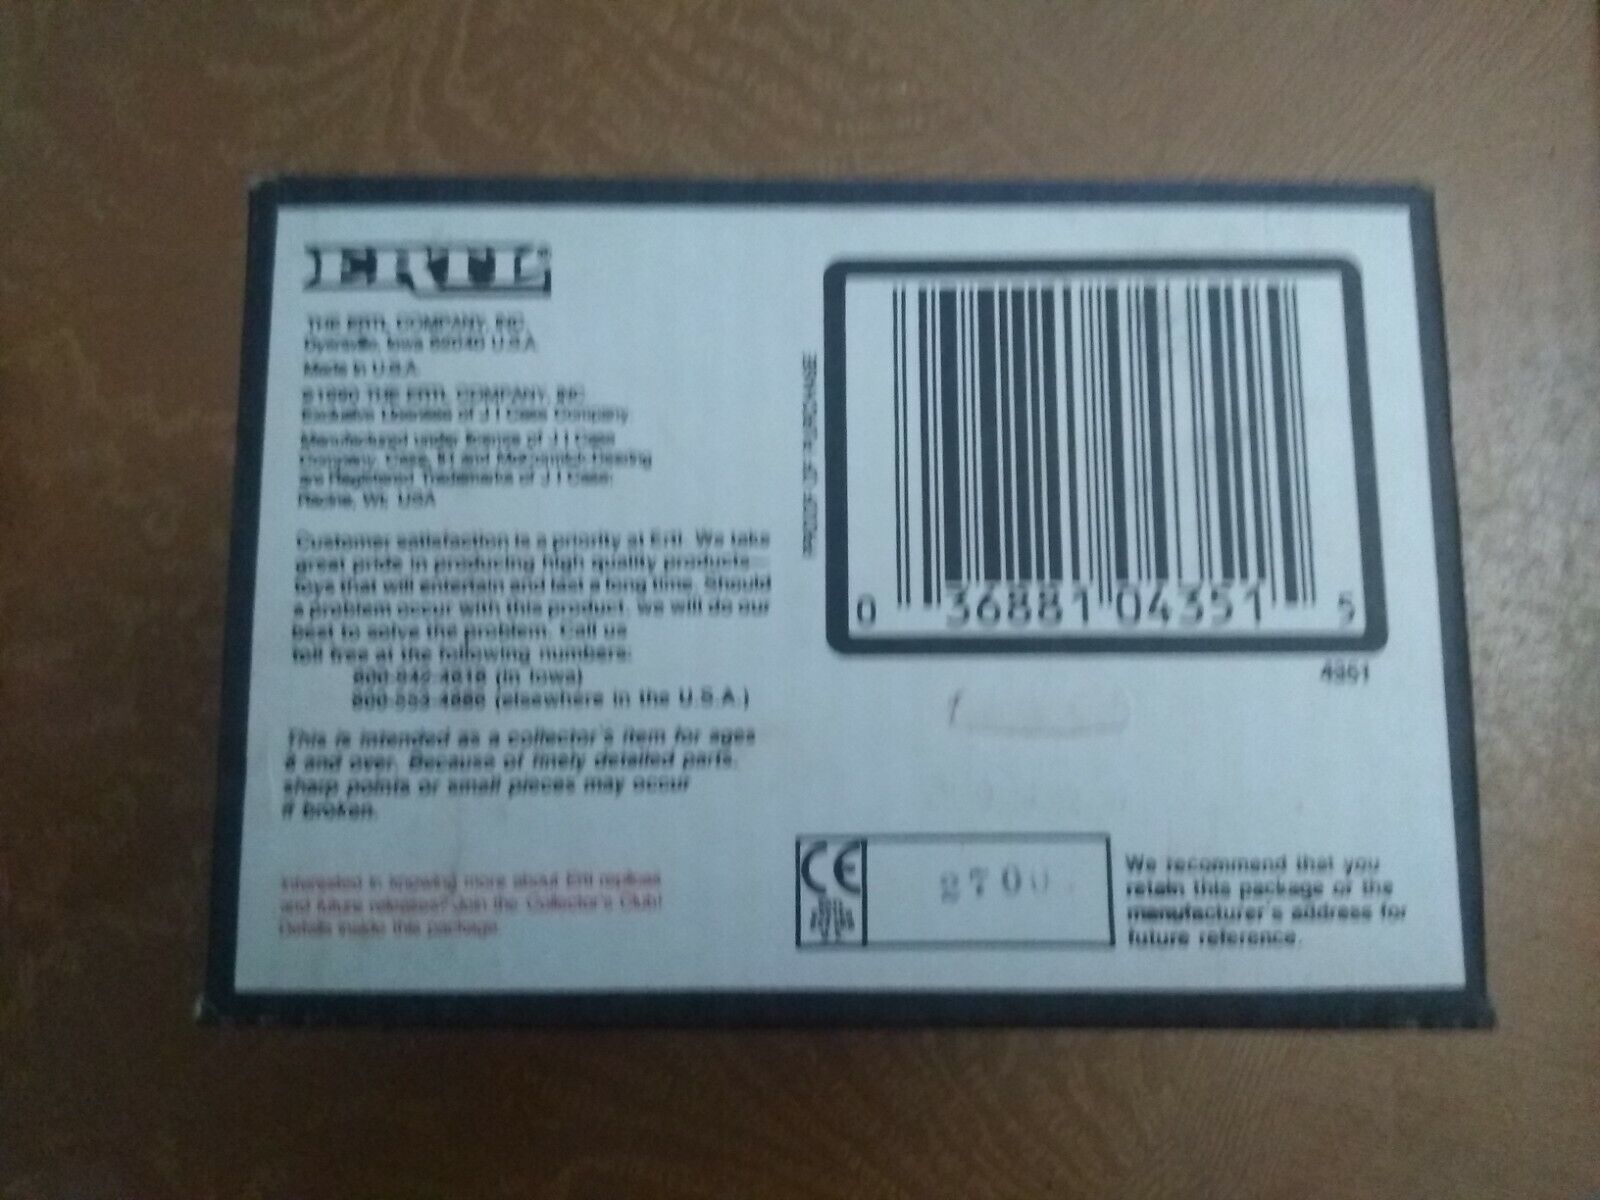 ERTL
THE ERTL COMPANY, INC.
Dyersville, Iowa 52040 U.S.A.
Made in U.S.A.
©1990 THE ERTL COMPANY, INC.
Exclusive Licensee of J I Case Company
Manufactured under license of J I Case
Company. Case, IH and McCormick Deering
are Registered Trademarks of J I Case,
Racine, WI, USA
Customer satisfaction is a priority at Ertl. We take
great pride in producing high quality products—
toys that will entertain and last a long time. Should
a problem occur with this product, we will do our
best to solve the problem. Call us
toll free at the following numbers:
(in Iowa)
(elsewhere in the U.S.A.)
This is intended as a collector's item for ages
8 and over. Because of finely detailed parts,
sharp points or small pieces may occur
if broken.
Interested in knowing more about Ertl replicas
and future releases? Join the Collector's Club!
Details inside this package.
PROOF OF PURCHASE
0 36881 04351 5
4351
CE
2700
We recommend that you
retain this package or the
manufacturer's address for
future reference.